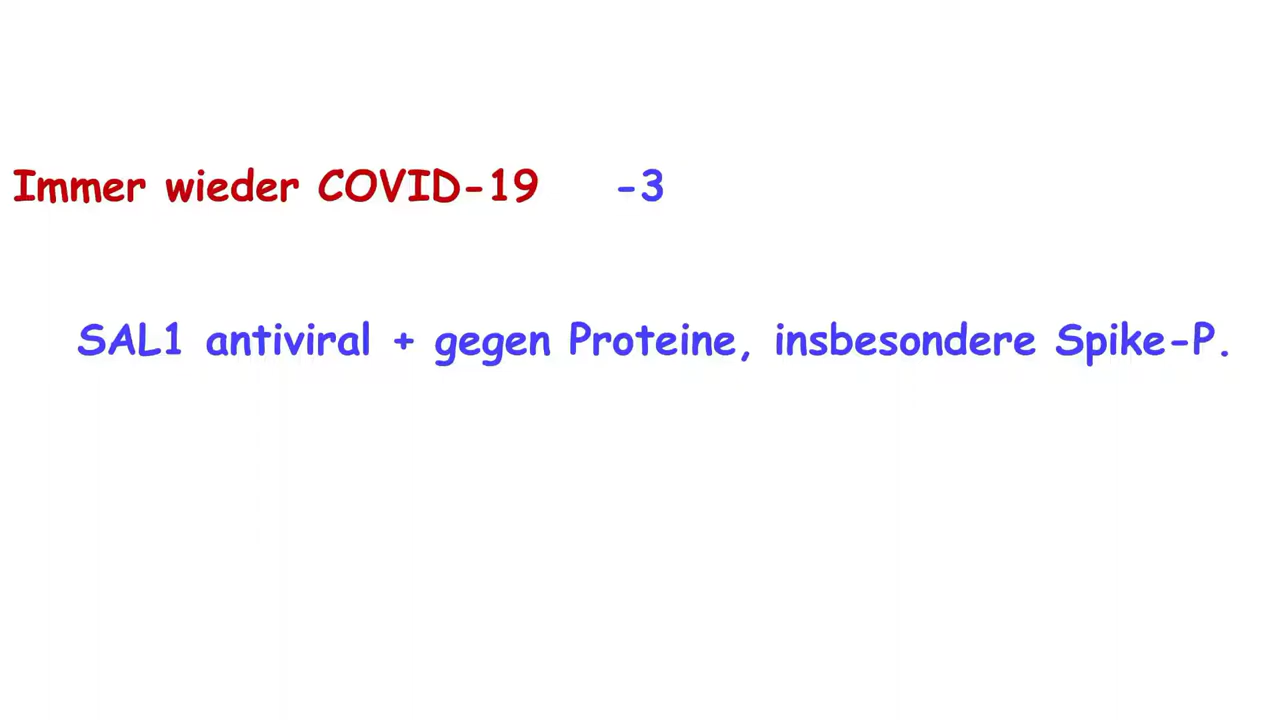 Immer wieder COVID-19 -3
SAL1 antiviral + gegen Proteine, insbesondere Spike-P.